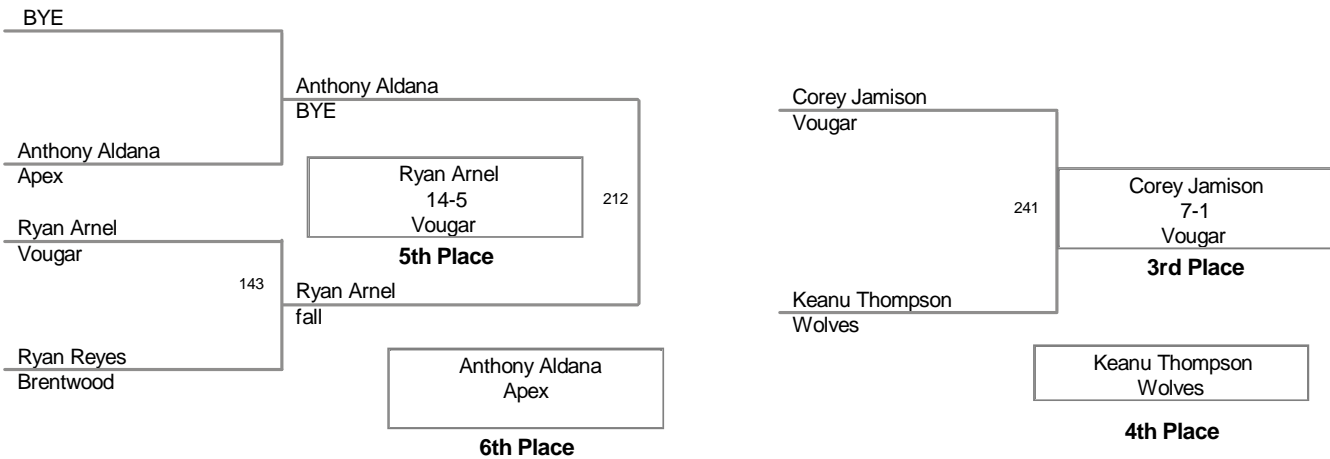 BYE
Anthony Aldana
BYE
Anthony Aldana
Apex
Ryan Arnel
14-5
Vougar
5th Place
212
Ryan Arnel
Vougar
143
Ryan Arnel
fall
Ryan Reyes
Brentwood
Anthony Aldana
Apex
6th Place
Corey Jamison
Vougar
241
Corey Jamison
7-1
Vougar
3rd Place
Keanu Thompson
Wolves
Keanu Thompson
Wolves
4th Place